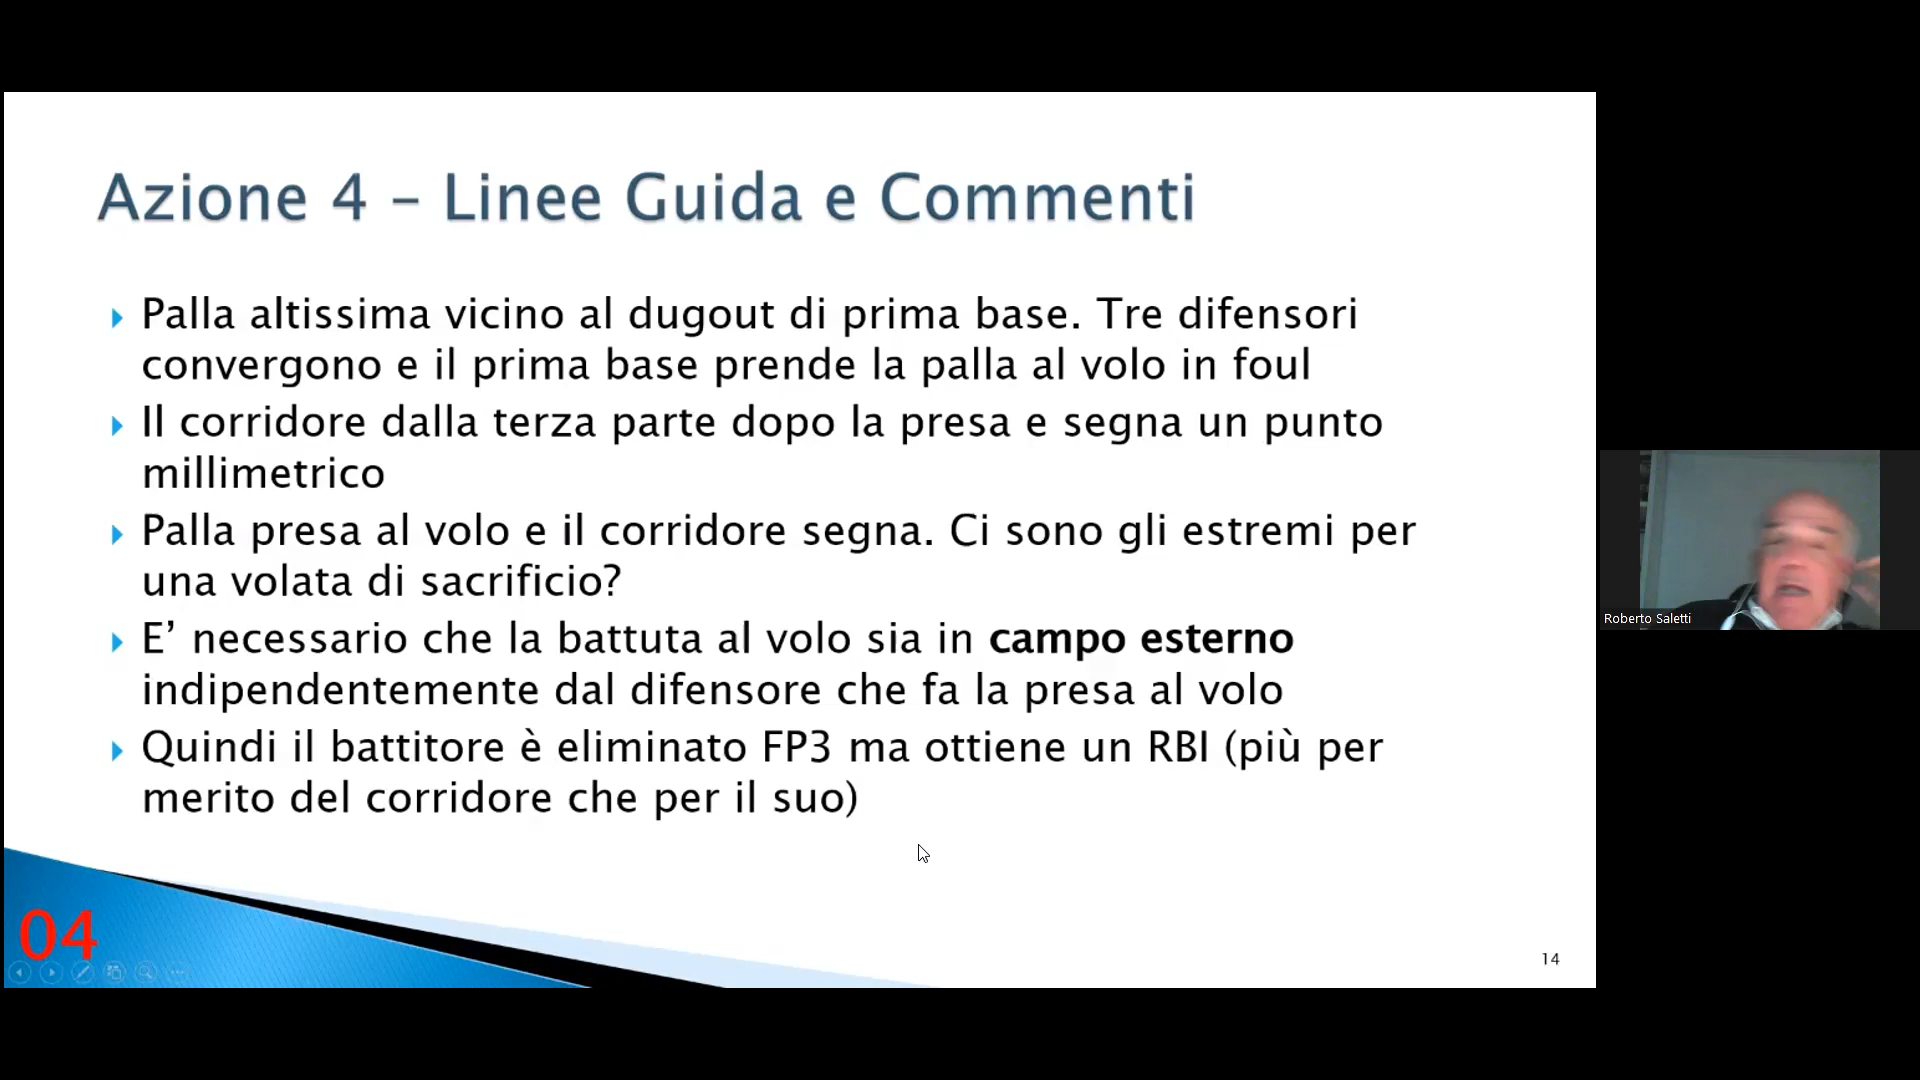 Azione 4 – Linee Guida e Commenti
Palla altissima vicino al dugout di prima base. Tre difensori
convergono e il prima base prende la palla al volo in foul
Il corridore dalla terza parte dopo la presa e segna un punto
millimetrico
Palla presa al volo e il corridore segna. Ci sono gli estremi per
una volata di sacrificio?
E’ necessario che la battuta al volo sia in campo esterno
indipendentemente dal difensore che fa la presa al volo
Quindi il battitore è eliminato FP3 ma ottiene un RBI (più per
merito del corridore che per il suo)
04
14
Roberto Saletti